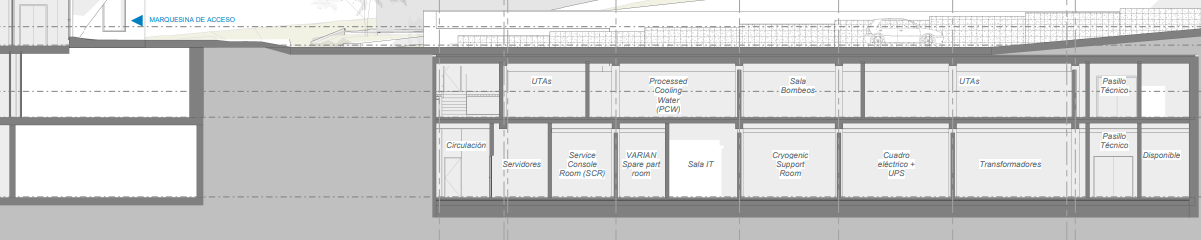 MARQUESINA DE ACCESO
UTAs
Processed
Cooling
Water
(PCW)
Sala
Bombeos
UTAs
Pasillo
Técnico
Circulación
Servidores
Service
Console
Room (SCR)
VARIAN
Spare part
room
Sala IT
Cryogenic
Support
Room
Cuadro
eléctrico +
UPS
Transformadores
Pasillo
Técnico
Disponible